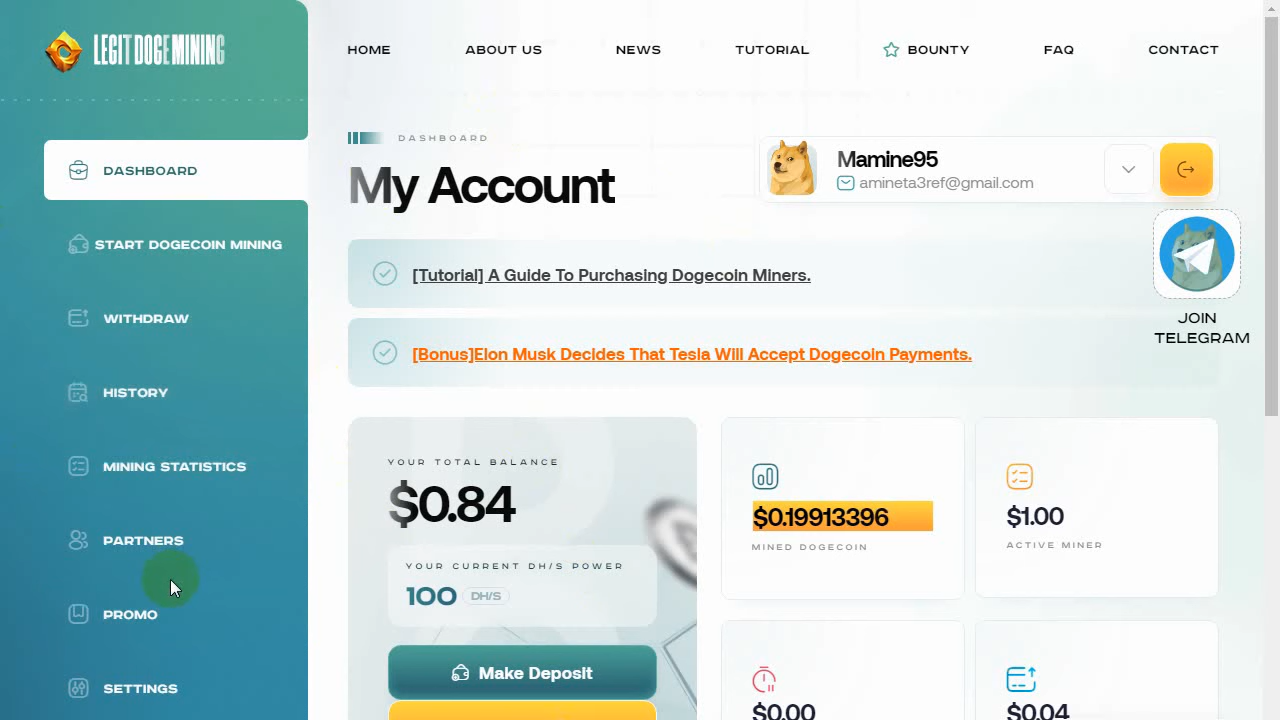 LEGIT DOGE MINING
HOME
ABOUT US
NEWS
TUTORIAL
BOUNTY
FAQ
CONTACT
DASHBOARD
START DOGECOIN MINING
WITHDRAW
HISTORY
MINING STATISTICS
PARTNERS
PROMO
SETTINGS
DASHBOARD
My Account
Mamine95
amineta3ref@gmail.com
JOIN
TELEGRAM
[Tutorial] A Guide To Purchasing Dogecoin Miners.
[Bonus]Elon Musk Decides That Tesla Will Accept Dogecoin Payments.
YOUR TOTAL BALANCE
$0.84
YOUR CURRENT DH/S POWER
100 DH/S
Make Deposit
$0.19913396
MINED DOGECOIN
$1.00
ACTIVE MINER
$0.00
$0.04